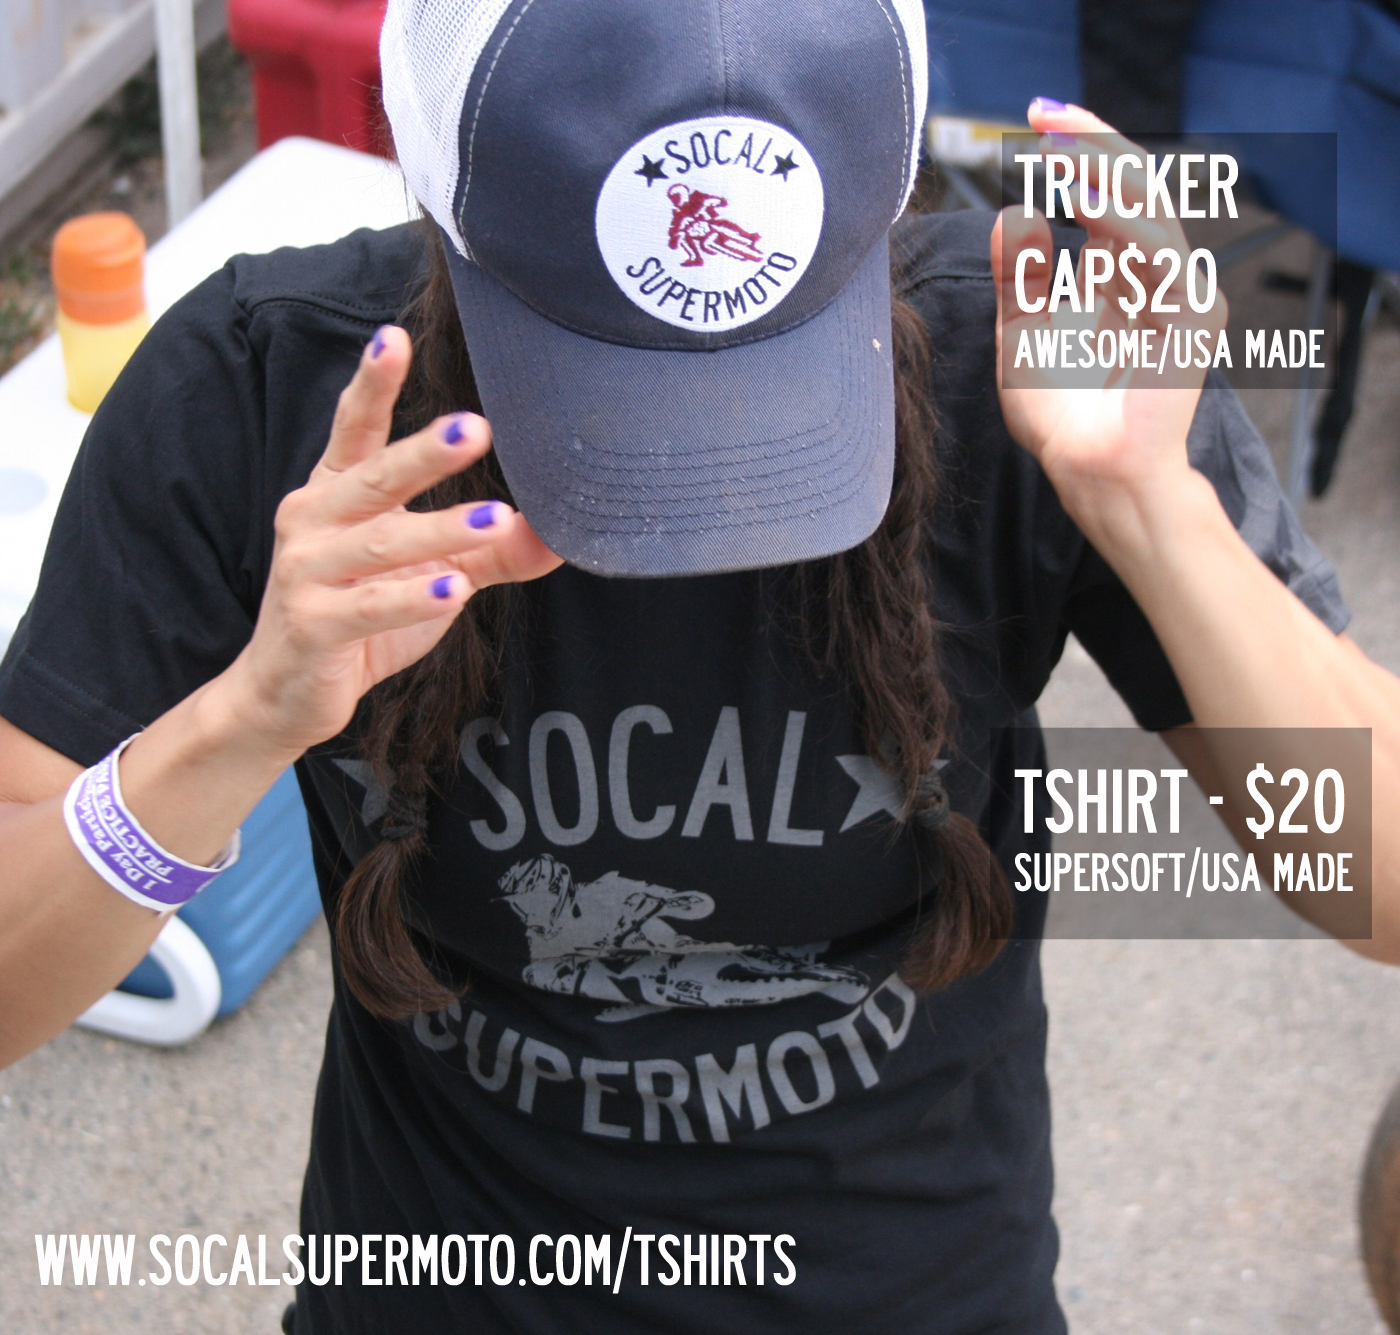 SOCAL
SUPERMOTO
TRUCKER
CAP$20
AWESOME/USA MADE
SOCAL
SUPERMOTO
TSHIRT - $20
SUPERSOFT/USA MADE
1 Day
PRACTICE
WWW.SOCALSUPERMOTO.COM/TSHIRTS